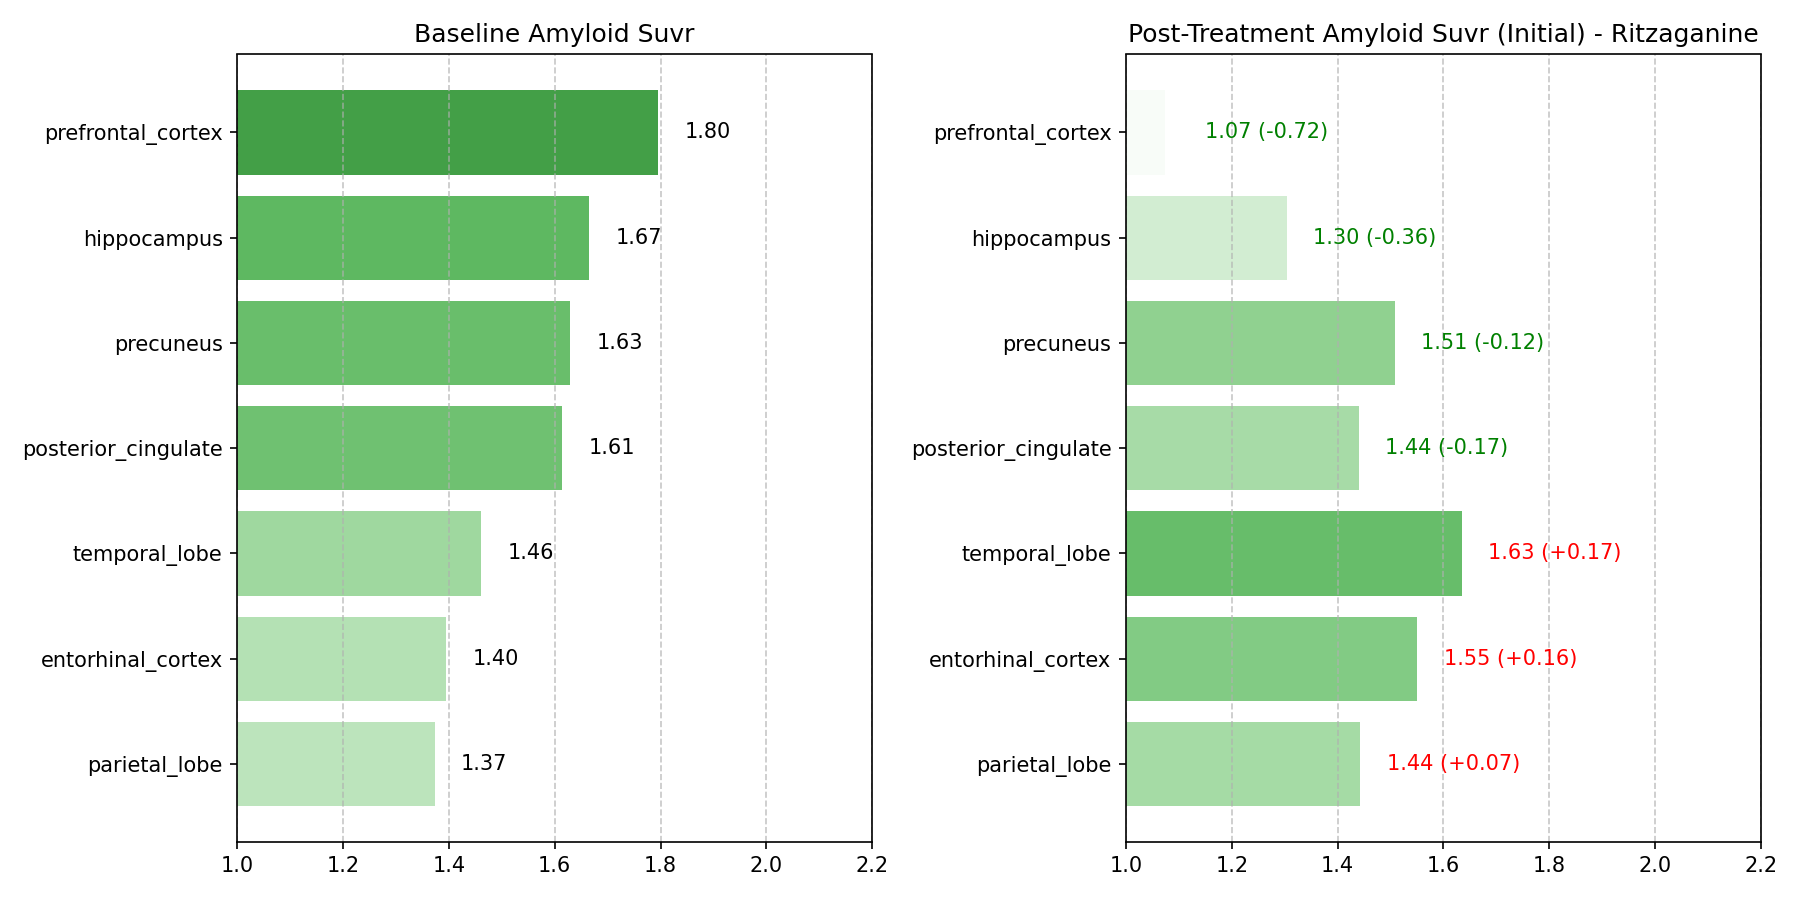 Baseline Amyloid Suvr
prefrontal_cortex
1.80
hippocampus
1.67
precuneus
1.63
posterior_cingulate
1.61
temporal_lobe
1.46
entorhinal_cortex
1.40
parietal_lobe
1.37
1.0 1.2 1.4 1.6 1.8 2.0 2.2
Post-Treatment Amyloid Suvr (Initial) - Ritzaganine
prefrontal_cortex
1.07 (-0.72)
hippocampus
1.30 (-0.36)
precuneus
1.51 (-0.12)
posterior_cingulate
1.44 (-0.17)
temporal_lobe
1.63 (+0.17)
entorhinal_cortex
1.55 (+0.16)
parietal_lobe
1.44 (+0.07)
1.0 1.2 1.4 1.6 1.8 2.0 2.2